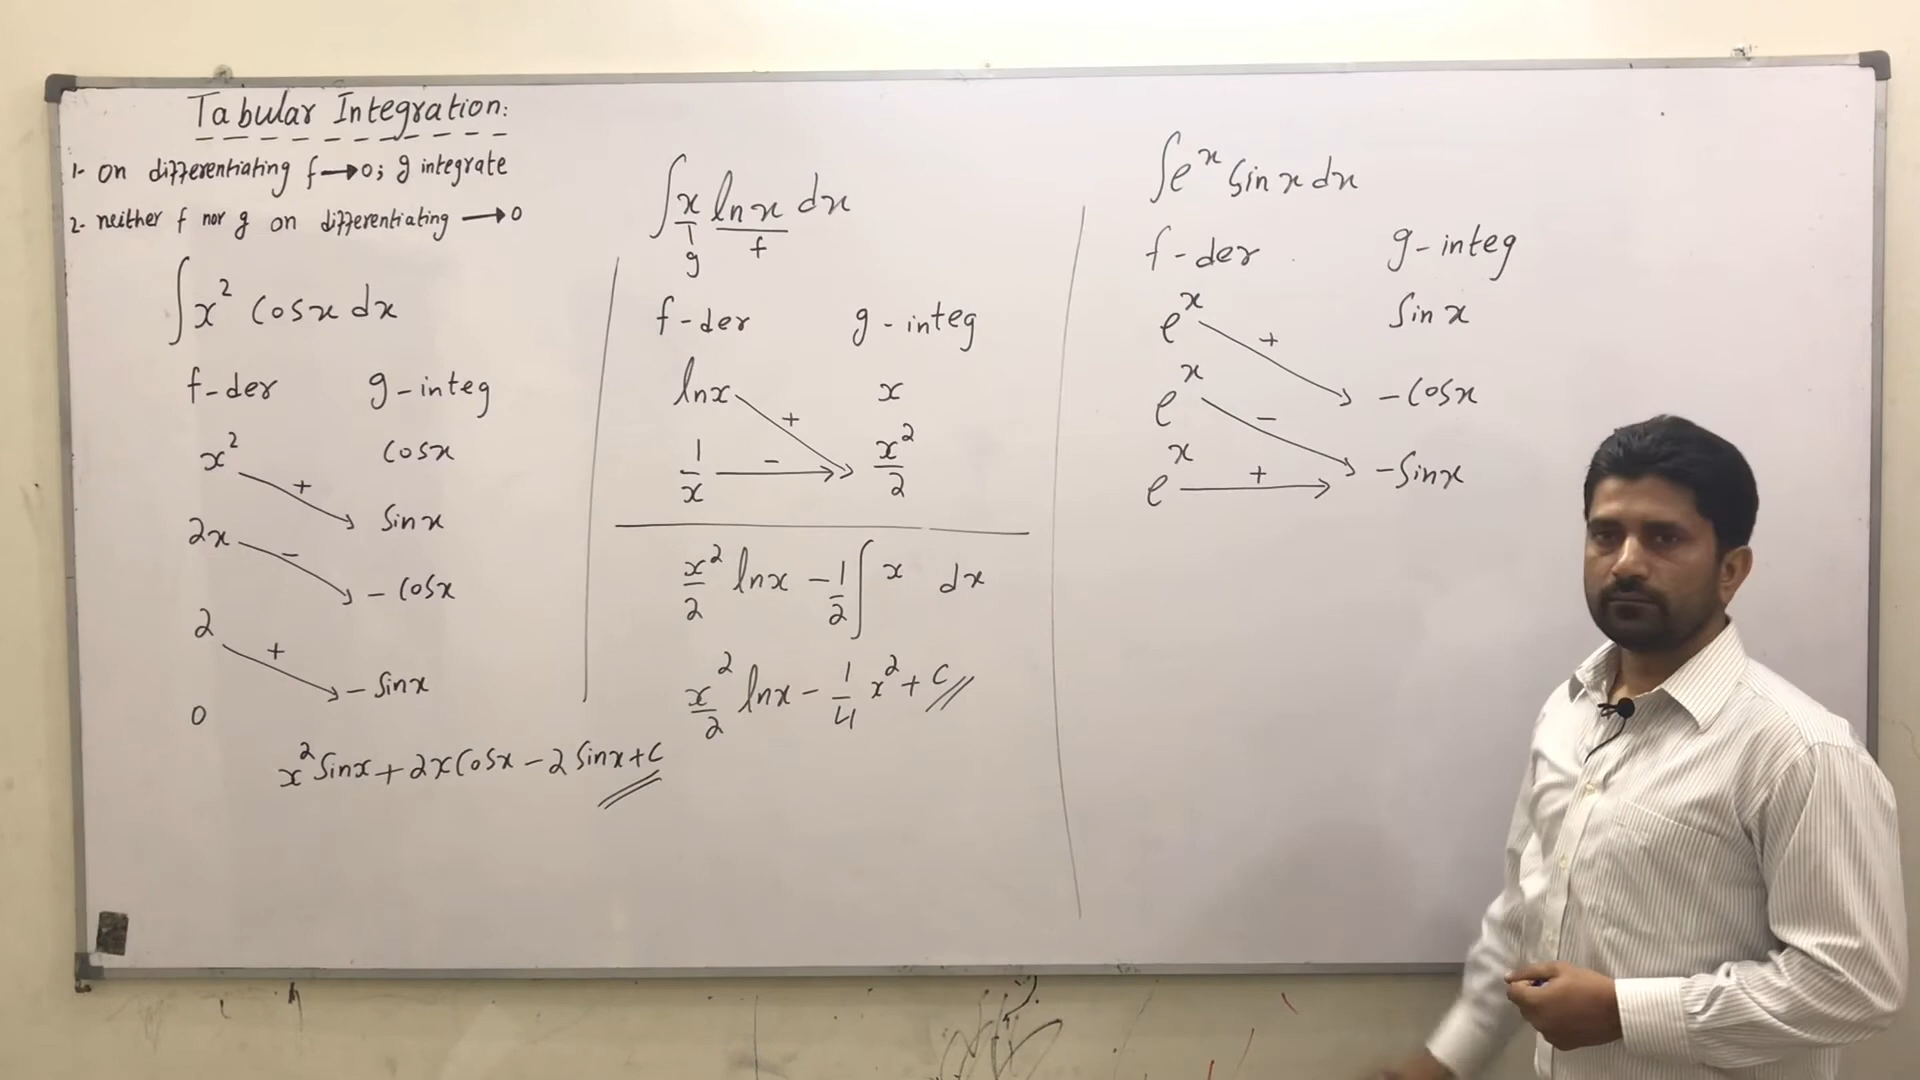 Tabular Integration:
1- on differentiating f→0; g integrate
2- neither f nor g on differentiating → 0
∫x² Cosx dx
f-der g-integ
x² Cosx
+
Sinx
2x
-
- Cosx
2
+
- Sinx
0
x² Sinx + 2x Cosx - 2 Sinx + C
∫x lnx dx
g f
f-der g-integ
lnx x
+
1/x - x²/2
x²/2 lnx - 1/2 ∫ x dx
x²/2 lnx - 1/4 x² + C
∫eˣ Sinx dx
f-der g-integ
eˣ Sinx
+
eˣ - Cosx
-
eˣ + - Sinx